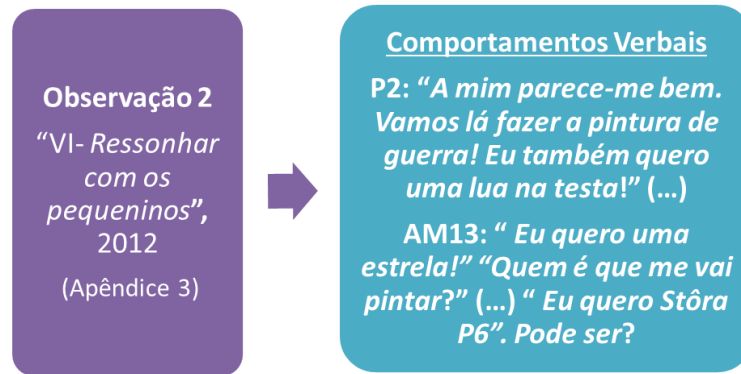 Observação 2
“VI- Ressonhar
com os
pequeninos”,
2012
(Apêndice 3)
Comportamentos Verbais
P2: “A mim parece-me bem.
Vamos lá fazer a pintura de
guerra! Eu também quero
uma lua na testa!” (…)
AM13: “ Eu quero uma
estrela!” “Quem é que me vai
pintar?” (…) “ Eu quero Stôra
P6”. Pode ser?